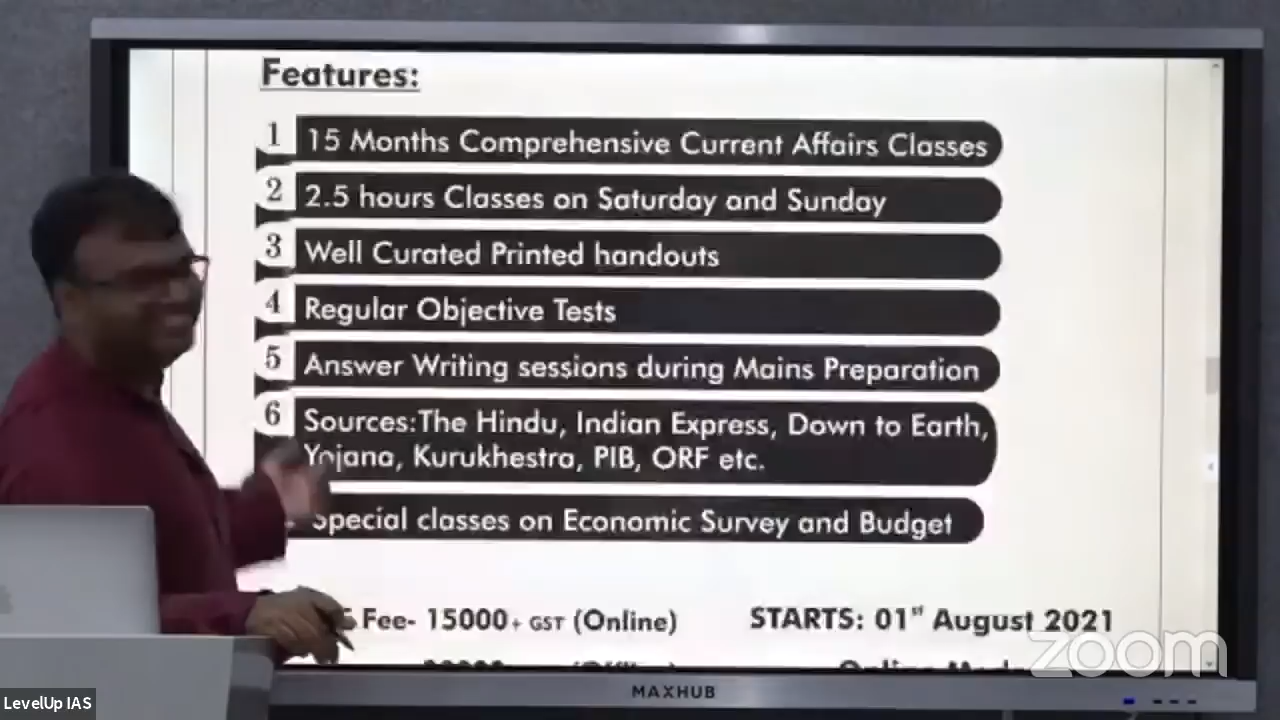 Features:
1 15 Months Comprehensive Current Affairs Classes
2 2.5 hours Classes on Saturday and Sunday
3 Well Curated Printed handouts
4 Regular Objective Tests
5 Answer Writing sessions during Mains Preparation
6 Sources:The Hindu, Indian Express, Down to Earth,
Yojana, Kurukhestra, PIB, ORF etc.
Special classes on Economic Survey and Budget
Fee- 15000+ GST (Online)
STARTS: 01st August 2021
zoom
MAXHUB
LevelUp IAS